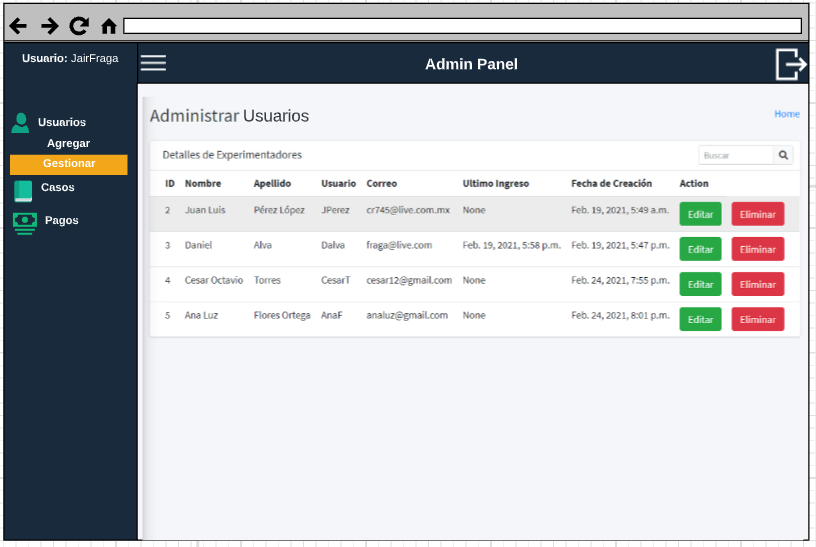 Usuario: JairFraga
Admin Panel
Usuarios
Agregar
Gestionar
Casos
Pagos
Administrar Usuarios
Home
Detalles de Experimentadores
Buscar
ID Nombre Apellido Usuario Correo Ultimo Ingreso Fecha de Creación Action
2 Juan Luis Pérez López JPerez cr745@live.com.mx None Feb. 19, 2021, 5:49 a.m. Editar Eliminar
3 Daniel Alva Dalva fraga@live.com Feb. 19, 2021, 5:58 p.m. Feb. 19, 2021, 5:47 p.m. Editar Eliminar
4 Cesar Octavio Torres CesarT cesar12@gmail.com None Feb. 24, 2021, 7:55 p.m. Editar Eliminar
5 Ana Luz Flores Ortega AnaF analuz@gmail.com None Feb. 24, 2021, 8:01 p.m. Editar Eliminar